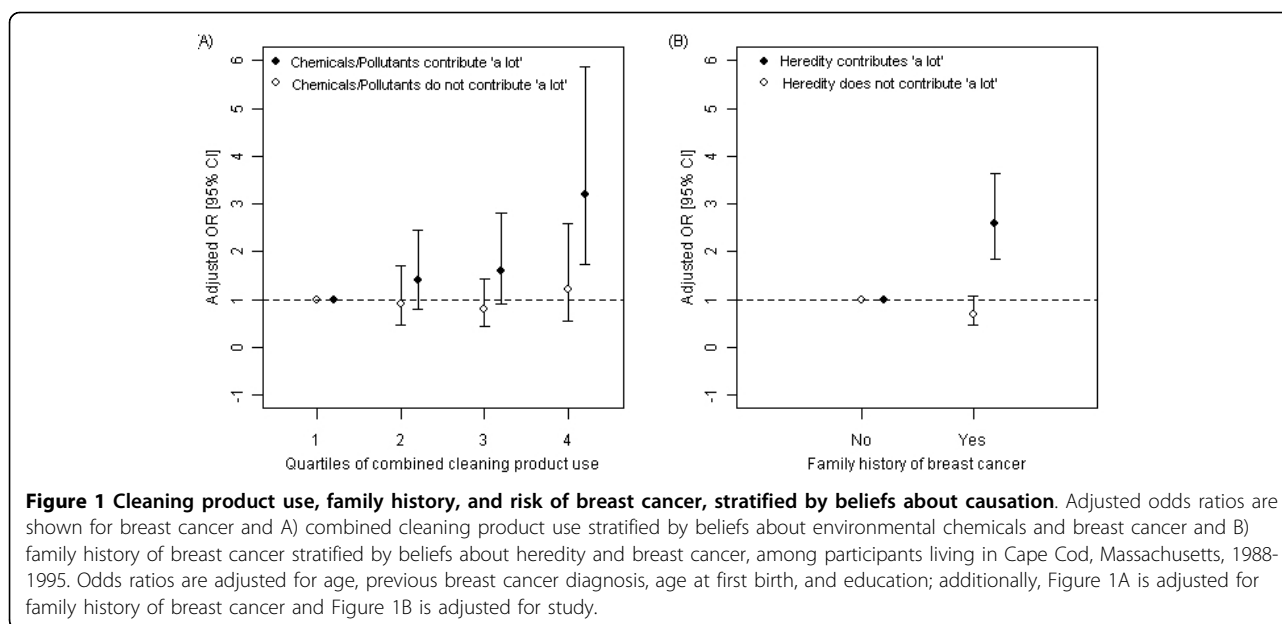 (A)
◆ Chemicals/Pollutants contribute 'a lot'
◇ Chemicals/Pollutants do not contribute 'a lot'
Adjusted OR [95% CI]
6
5
4
3
2
1
0
-1
1 2 3 4
Quartiles of combined cleaning product use
(B)
◆ Heredity contributes 'a lot'
◇ Heredity does not contribute 'a lot'
Adjusted OR [95% CI]
6
5
4
3
2
1
0
-1
No Yes
Family history of breast cancer
Figure 1 Cleaning product use, family history, and risk of breast cancer, stratified by beliefs about causation. Adjusted odds ratios are
shown for breast cancer and A) combined cleaning product use stratified by beliefs about environmental chemicals and breast cancer and B)
family history of breast cancer stratified by beliefs about heredity and breast cancer, among participants living in Cape Cod, Massachusetts, 1988-
1995. Odds ratios are adjusted for age, previous breast cancer diagnosis, age at first birth, and education; additionally, Figure 1A is adjusted for
family history of breast cancer and Figure 1B is adjusted for study.